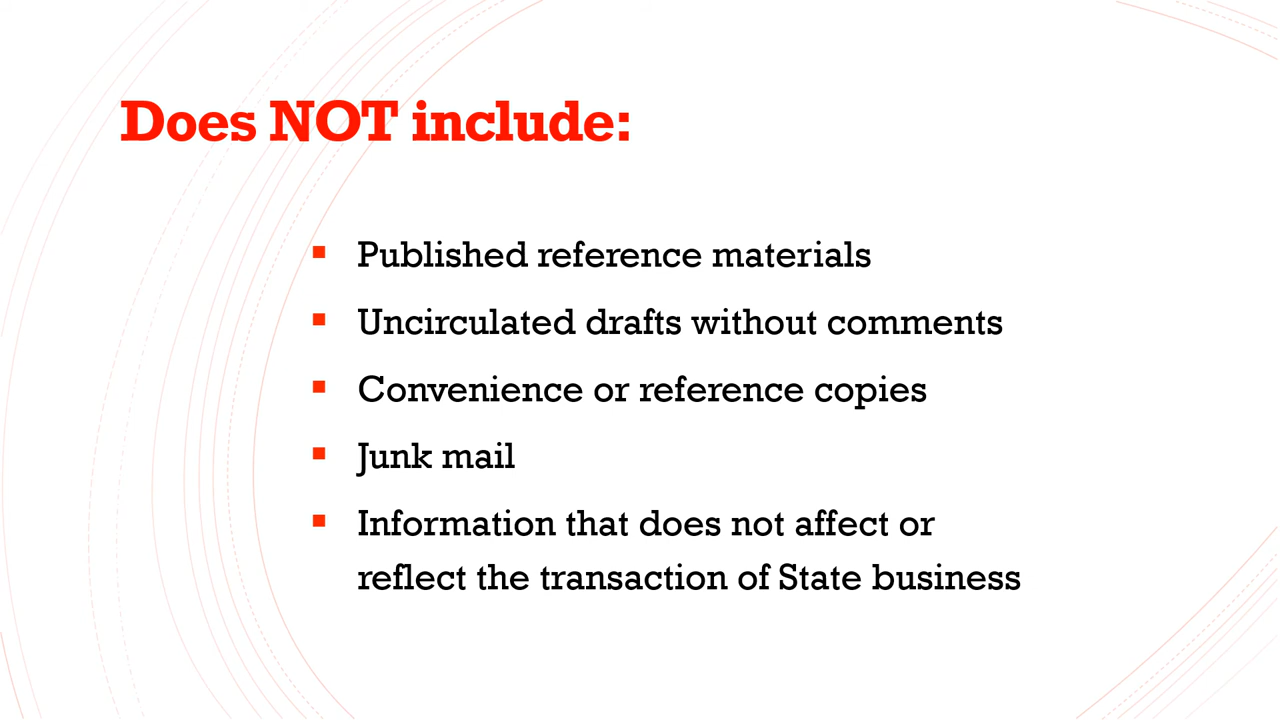 Does NOT include:
Published reference materials
Uncirculated drafts without comments
Convenience or reference copies
Junk mail
Information that does not affect or
reflect the transaction of State business